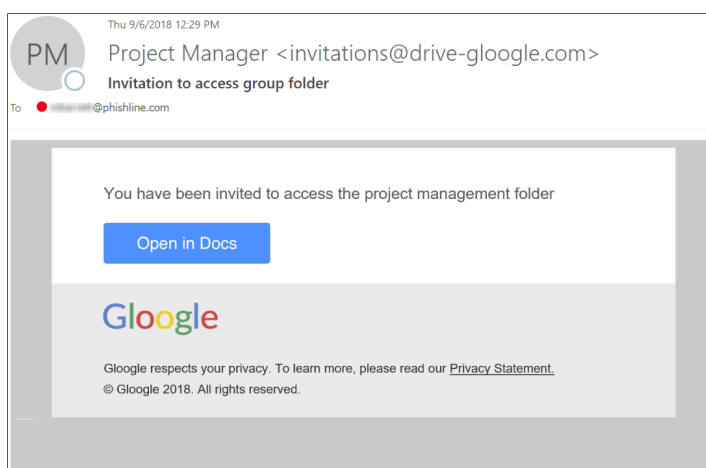 Thu 9/6/2018 12:29 PM
PM
Project Manager <invitations@drive-gloogle.com>
Invitation to access group folder
To @phishline.com
You have been invited to access the project management folder
Open in Docs
Gloogle
Gloogle respects your privacy. To learn more, please read our Privacy Statement.
© Gloogle 2018. All rights reserved.